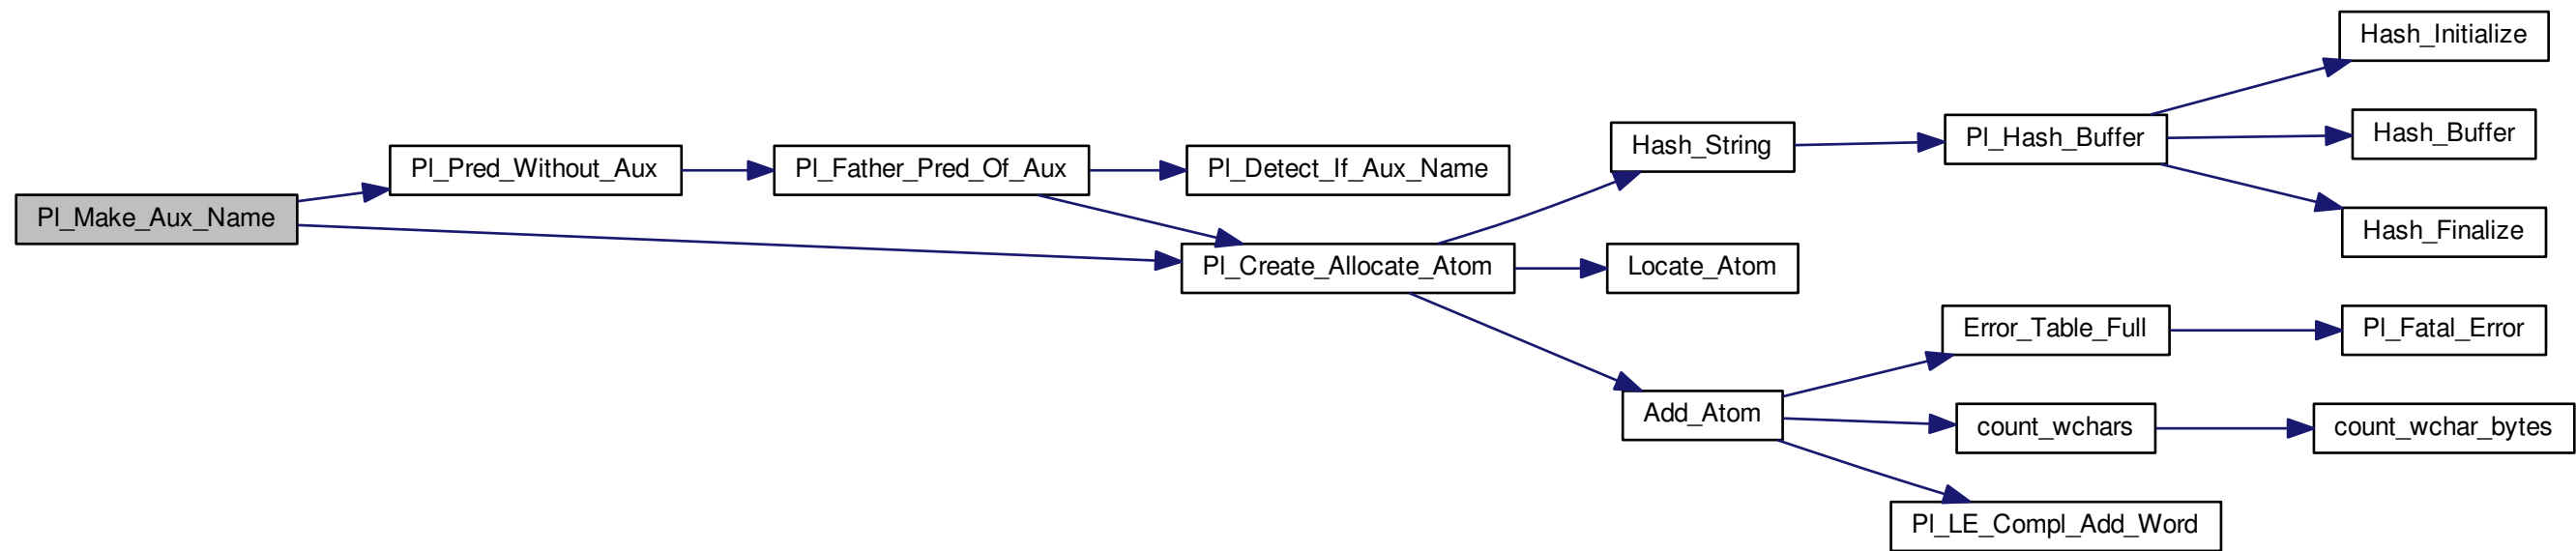 Pl_Make_Aux_Name
Pl_Pred_Without_Aux
Pl_Father_Pred_Of_Aux
Pl_Detect_If_Aux_Name
Pl_Create_Allocate_Atom
Hash_String
Locate_Atom
Add_Atom
Pl_Hash_Buffer
Hash_Initialize
Hash_Buffer
Hash_Finalize
Error_Table_Full
Pl_Fatal_Error
count_wchars
count_wchar_bytes
Pl_LE_Compl_Add_Word